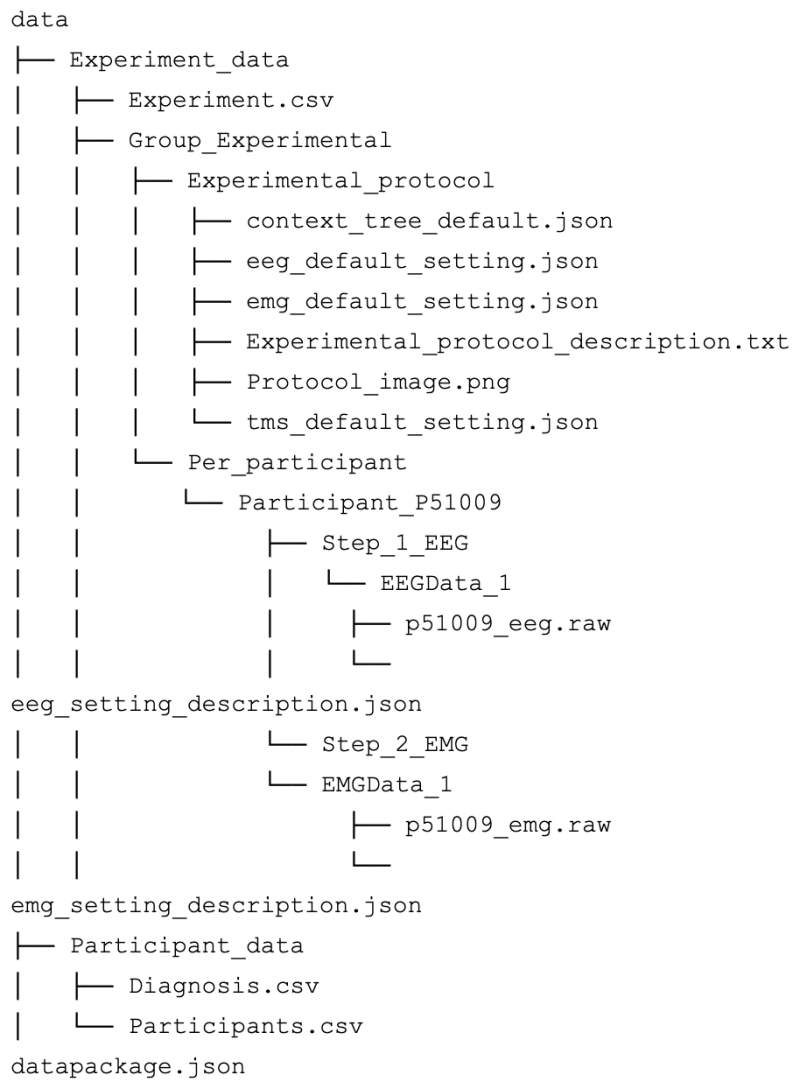 data
├── Experiment_data
│   ├── Experiment.csv
│   ├── Group_Experimental
│   │   ├── Experimental_protocol
│   │   │   ├── context_tree_default.json
│   │   │   ├── eeg_default_setting.json
│   │   │   ├── emg_default_setting.json
│   │   │   ├── Experimental_protocol_description.txt
│   │   │   ├── Protocol_image.png
│   │   │   └── tms_default_setting.json
│   │   └── Per_participant
│   │       └── Participant_P51009
│   │             ├── Step_1_EEG
│   │             │   └── EEGData_1
│   │             │     ├── p51009_eeg.raw
│   │             │     └──
eeg_setting_description.json
│   │             └── Step_2_EMG
│   │             └── EMGData_1
│   │                   ├── p51009_emg.raw
│   │                   └──
emg_setting_description.json
├── Participant_data
│   ├── Diagnosis.csv
│   └── Participants.csv
datapackage.json